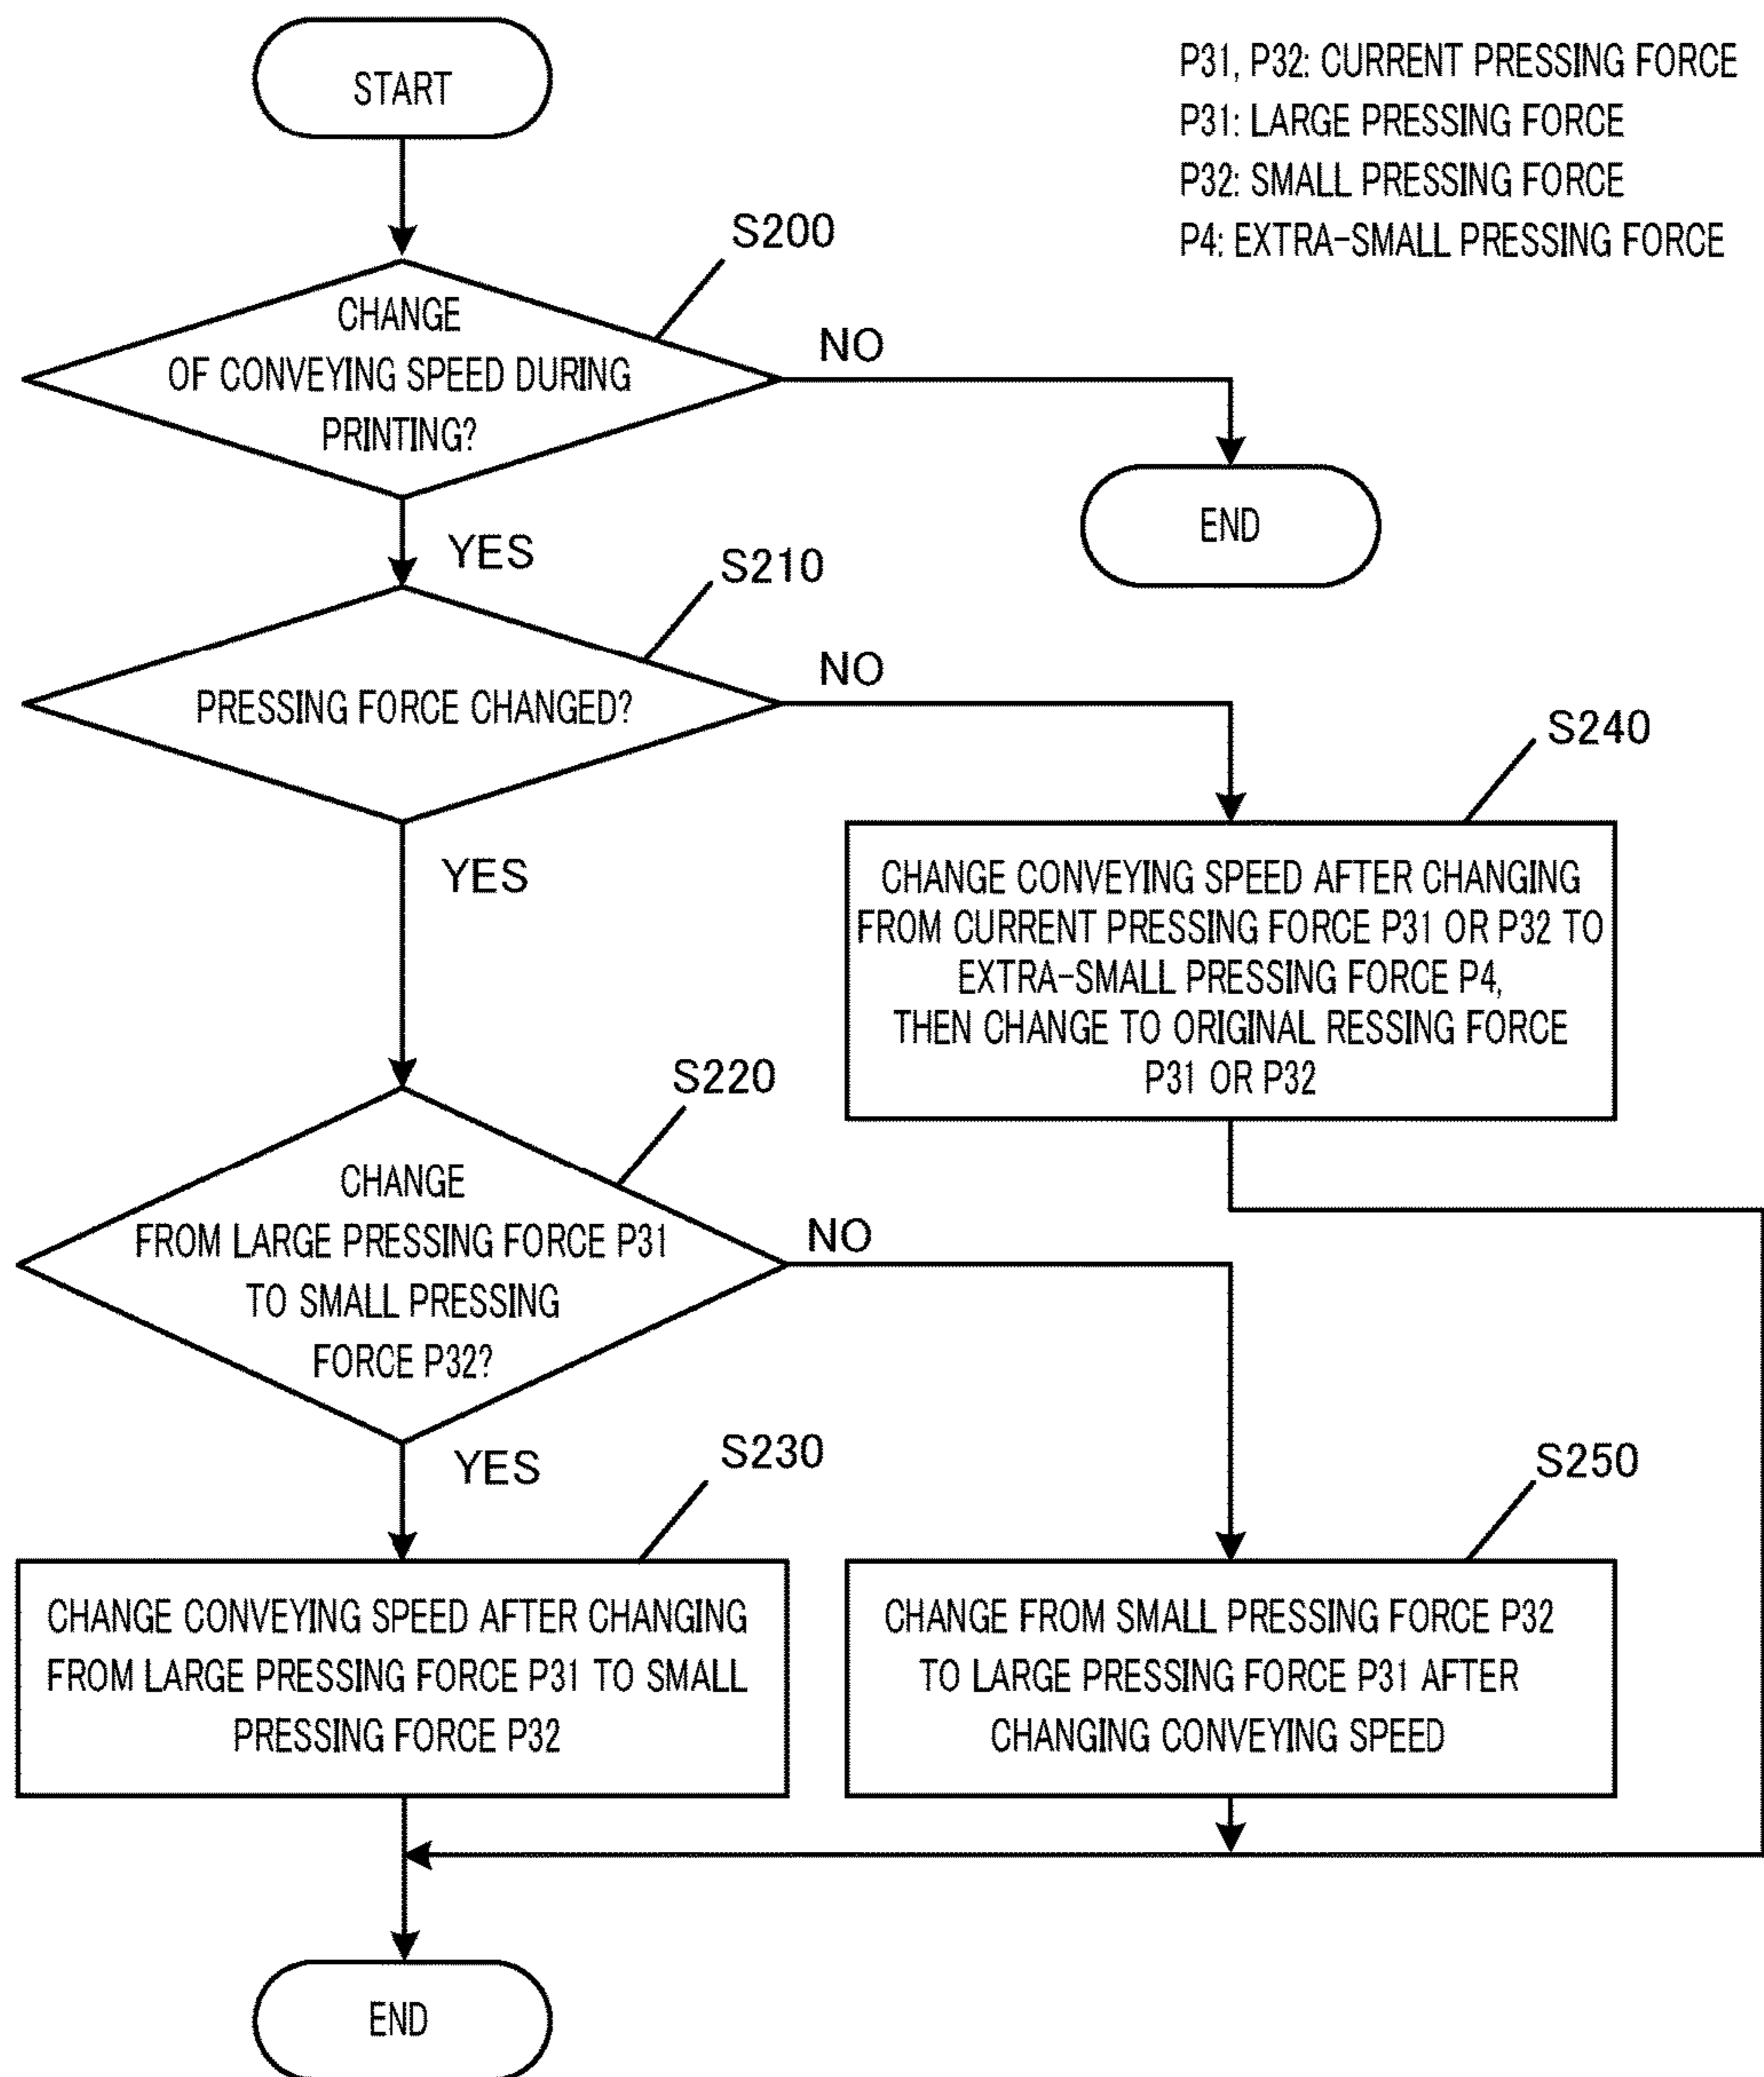 START
P31, P32: CURRENT PRESSING FORCE
P31: LARGE PRESSING FORCE
P32: SMALL PRESSING FORCE
P4: EXTRA-SMALL PRESSING FORCE
S200
CHANGE
OF CONVEYING SPEED DURING
PRINTING?
NO
END
YES
S210
PRESSING FORCE CHANGED?
NO
S240
YES
CHANGE CONVEYING SPEED AFTER CHANGING
FROM CURRENT PRESSING FORCE P31 OR P32 TO
EXTRA-SMALL PRESSING FORCE P4,
THEN CHANGE TO ORIGINAL RESSING FORCE
P31 OR P32
S220
CHANGE
FROM LARGE PRESSING FORCE P31
TO SMALL PRESSING
FORCE P32?
NO
YES
S230
S250
CHANGE CONVEYING SPEED AFTER CHANGING
FROM LARGE PRESSING FORCE P31 TO SMALL
PRESSING FORCE P32
CHANGE FROM SMALL PRESSING FORCE P32
TO LARGE PRESSING FORCE P31 AFTER
CHANGING CONVEYING SPEED
END